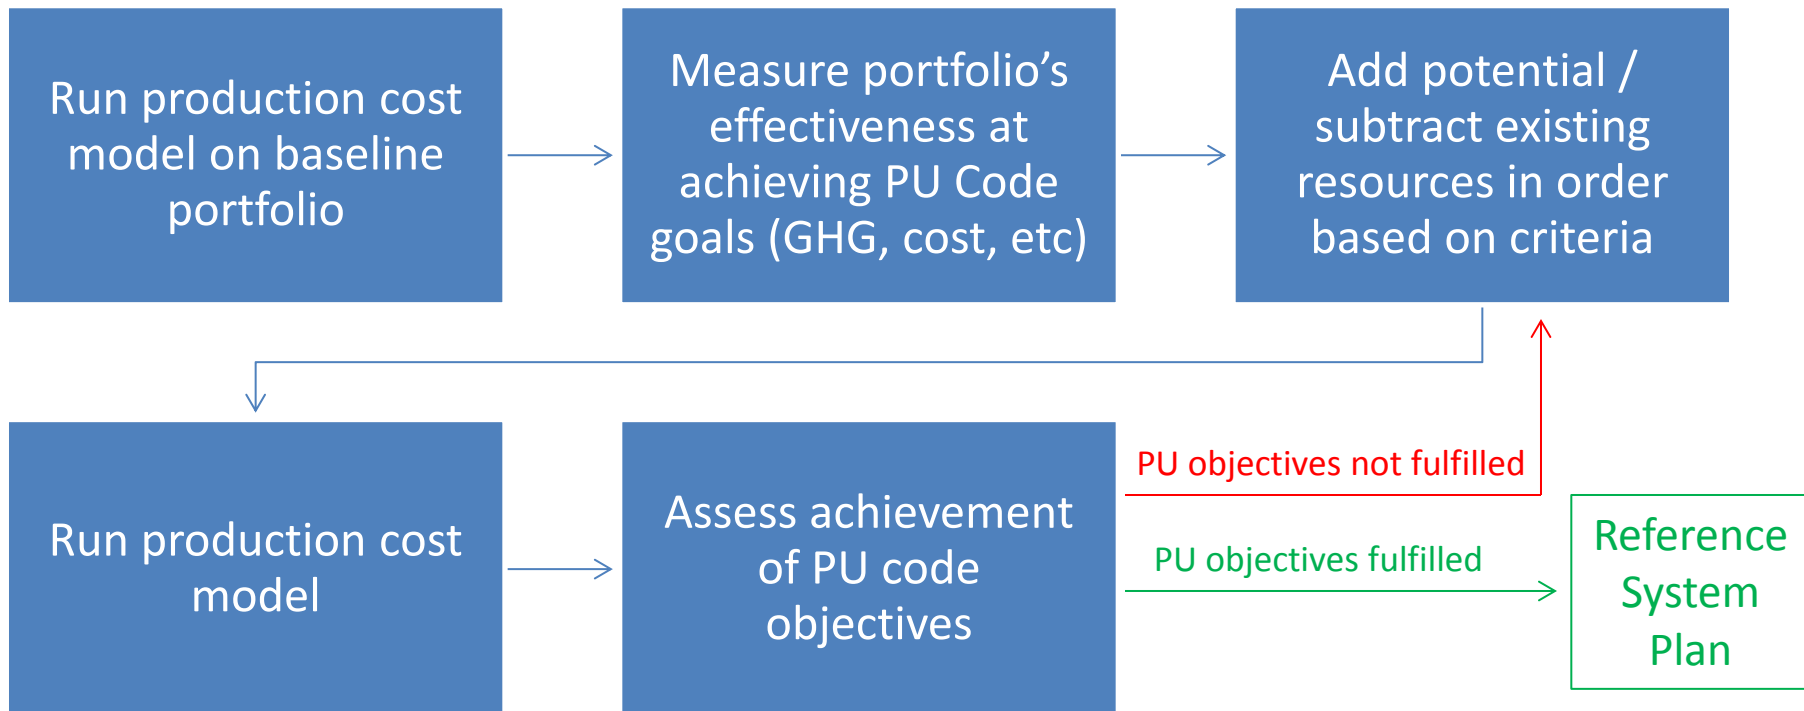 Run production cost
model on baseline
portfolio
Measure portfolio's
effectiveness at
achieving PU Code
goals (GHG, cost, etc)
Add potential /
subtract existing
resources in order
based on criteria
Run production cost
model
Assess achievement
of PU code
objectives
PU objectives not fulfilled
PU objectives fulfilled
Reference
System
Plan